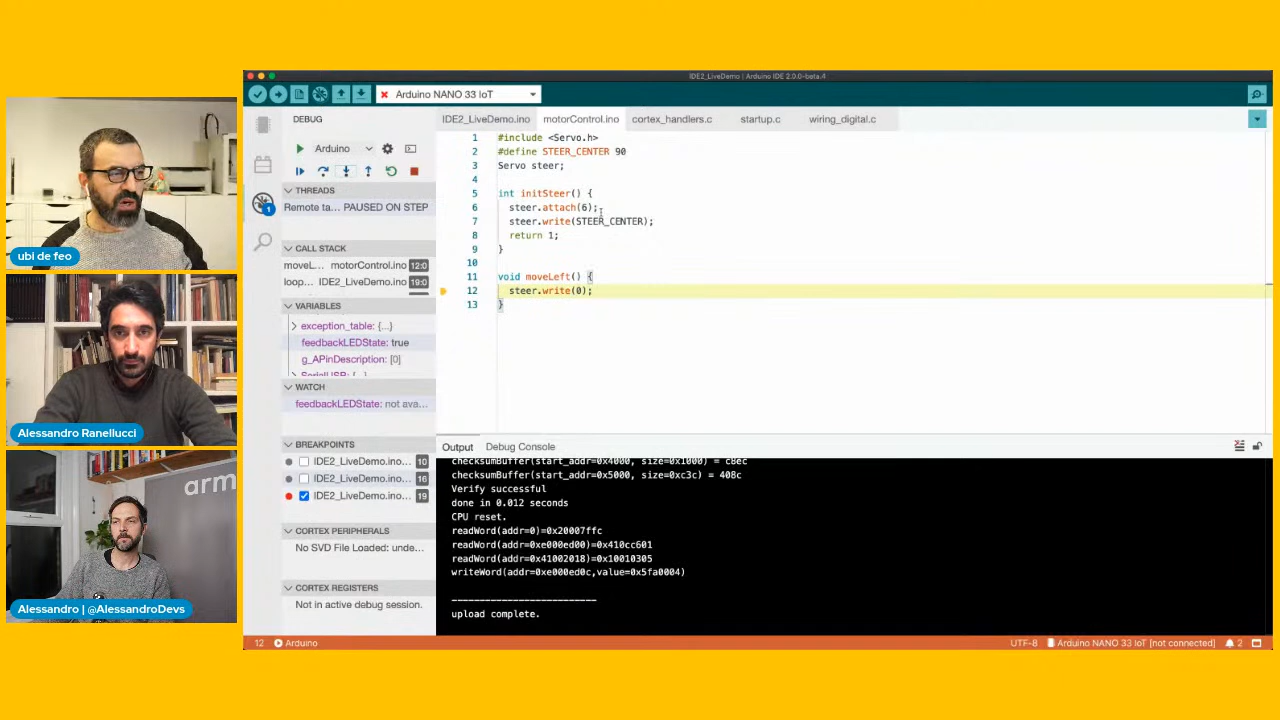 ubi de feo
Alessandro Ranellucci
arm
Alessandro | @AlessandroDevs
IDE2_LiveDemo | Arduino IDE 2.0.0-beta.4
Arduino NANO 33 IoT
DEBUG
Arduino
THREADS
Remote ta... PAUSED ON STEP
CALL STACK
moveL... motorControl.ino 12:0
loop... IDE2_LiveDemo.ino 19:0
VARIABLES
exception_table: {...}
feedbackLEDState: true
g_APinDescription: [0]
SerialUSB: {...}
WATCH
feedbackLEDState: not ava...
BREAKPOINTS
IDE2_LiveDemo.ino... 10
IDE2_LiveDemo.ino... 16
IDE2_LiveDemo.ino... 19
CORTEX PERIPHERALS
No SVD File Loaded: unde...
CORTEX REGISTERS
Not in active debug session.
IDE2_LiveDemo.ino motorControl.ino cortex_handlers.c startup.c wiring_digital.c
1 #include <Servo.h>
2 #define STEER_CENTER 90
3 Servo steer;
4
5 int initSteer() {
6 steer.attach(6);
7 steer.write(STEER_CENTER);
8 return 1;
9 }
10
11 void moveLeft() {
12 steer.write(0);
13 }
Output Debug Console
checksumBuffer(start_addr=0x4000, size=0x1000) = c8ec
checksumBuffer(start_addr=0x5000, size=0xc3c) = 408c
Verify successful
done in 0.012 seconds
CPU reset.
readWord(addr=0)=0x20007ffc
readWord(addr=0xe000ed00)=0x410cc601
readWord(addr=0x41002018)=0x10010305
writeWord(addr=0xe000ed0c,value=0x5fa0004)
--------------------------
upload complete.
12 Arduino UTF-8 Arduino NANO 33 IoT [not connected] 2